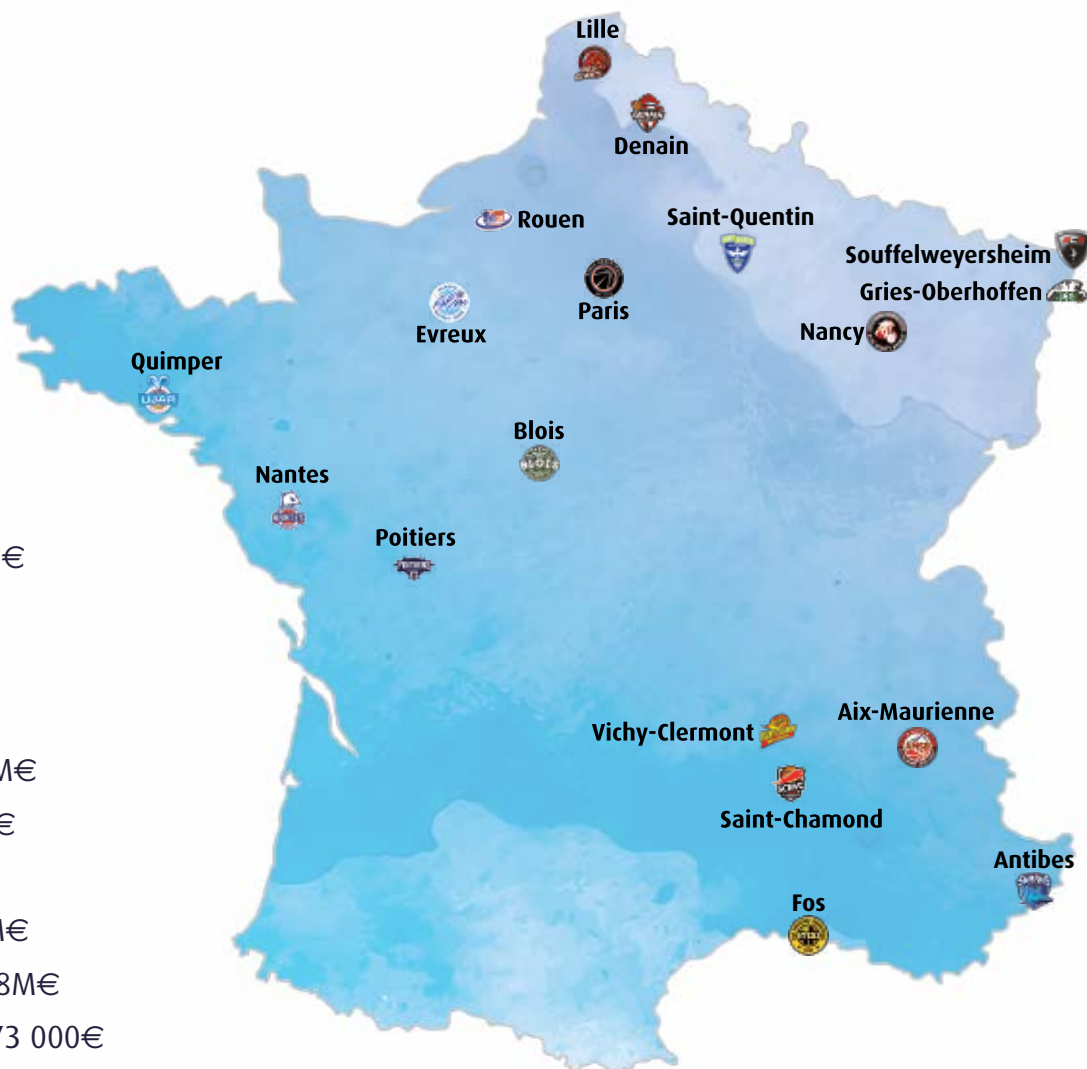 Lille
Denain
Rouen
Saint-Quentin
Souffelweyersheim
Gries-Oberhoffen
Paris
Evreux
Nancy
Quimper
Blois
Nantes
Poitiers
€
Aix-Maurienne
Vichy-Clermont
M€
€
Saint-Chamond
Antibes
Fos
M€
8M€
73 000€